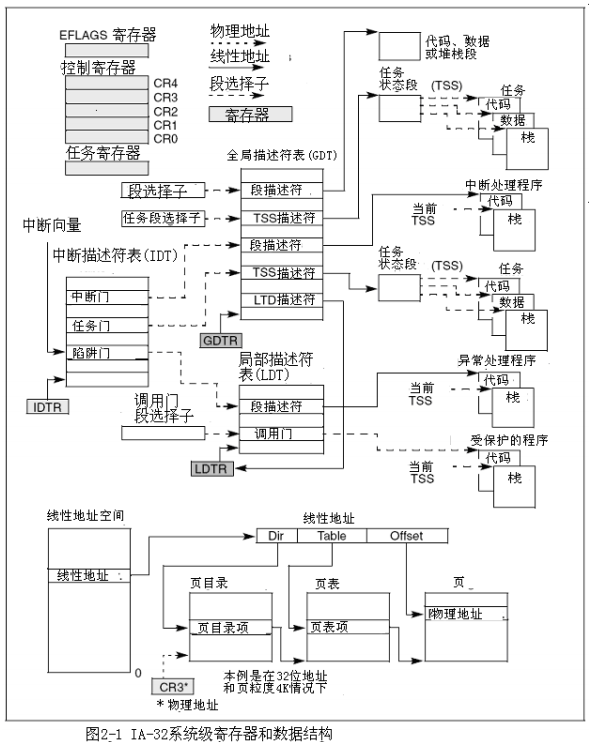 EFLAGS 寄存器
物理地址
线性地址
段选择子
寄存器
控制寄存器
CR4
CR3
CR2
CR1
CR0
任务寄存器
代码、数据
或堆栈段
任务
状态段
(TSS)
任务
代码
数据
栈
全局描述符表(GDT)
段选择子
段描述符
任务段选择子
TSS描述符
段描述符
TSS描述符
LTD描述符
GDTR
中断处理程序
代码
栈
当前
TSS
中断向量
中断描述符表(IDT)
中断门
任务门
陷阱门
IDTR
任务
状态段
(TSS)
任务
代码
数据
栈
局部描述符
表(LDT)
段描述符
调用门
LDTR
调用门
段选择子
异常处理程序
代码
栈
当前
TSS
受保护的程序
代码
栈
当前
TSS
线性地址空间
线性地址
0
线性地址
Dir Table Offset
页目录
页目录项
页表
页表项
页
物理地址
CR3*
* 物理地址
本例是在32位地址
和页粒度4K情况下
图2-1 IA-32系统级寄存器和数据结构